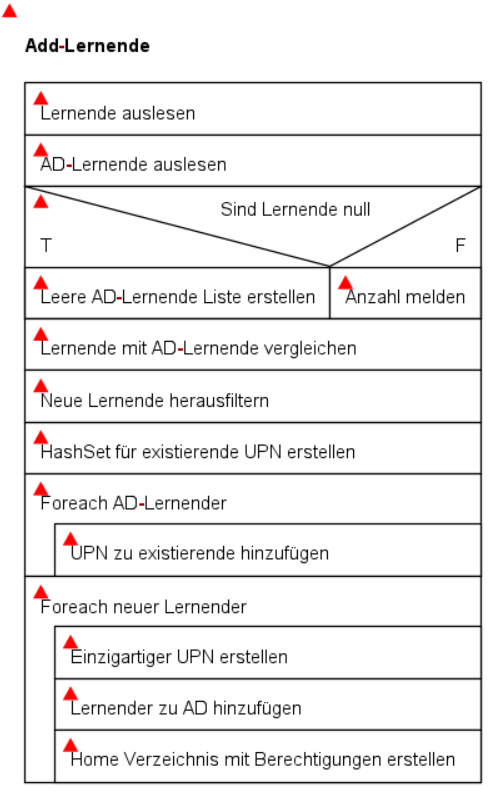 Add-Lernende
Lernende auslesen
AD-Lernende auslesen
Sind Lernende null
T
F
Leere AD-Lernende Liste erstellen
Anzahl melden
Lernende mit AD-Lernende vergleichen
Neue Lernende herausfiltern
HashSet für existierende UPN erstellen
Foreach AD-Lernender
UPN zu existierende hinzufügen
Foreach neuer Lernender
Einzigartiger UPN erstellen
Lernender zu AD hinzufügen
Home Verzeichnis mit Berechtigungen erstellen